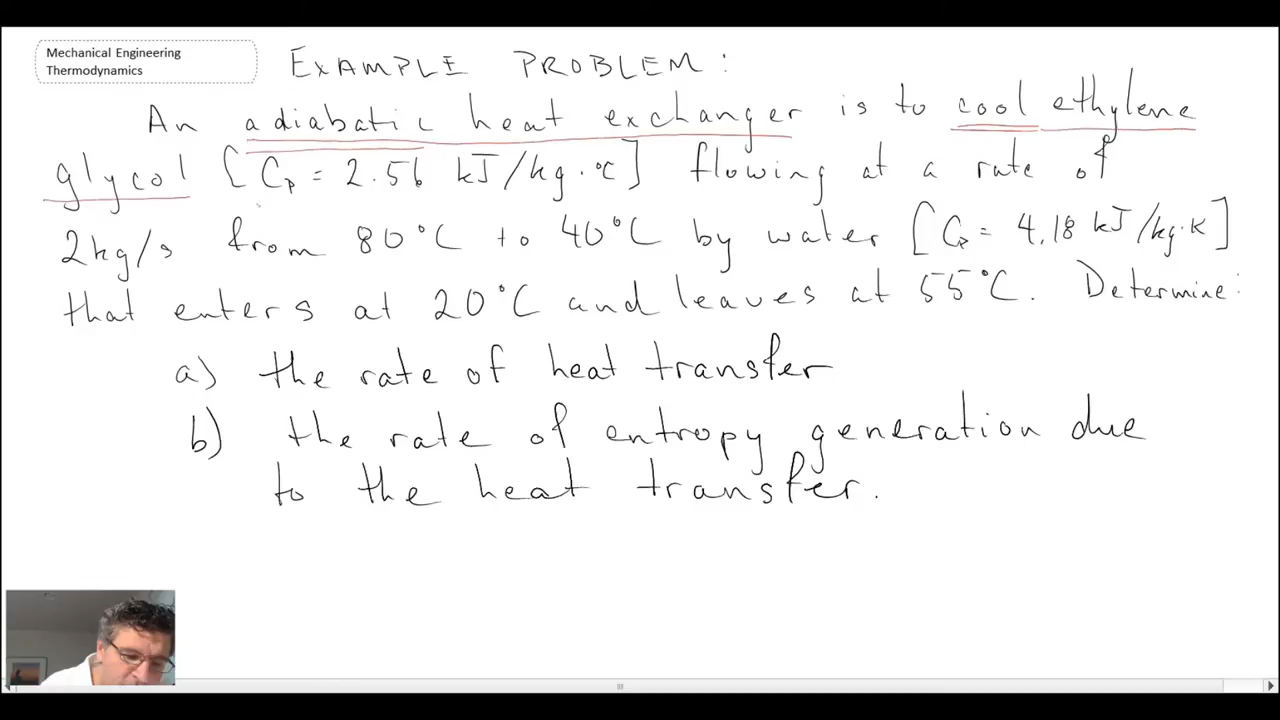 Mechanical Engineering
Thermodynamics
EXAMPLE PROBLEM:
An adiabatic heat exchanger is to cool ethylene
glycol [Cp = 2.56 kJ/kg·°C] flowing at a rate of
2kg/s from 80°C to 40°C by water [Cp = 4.18 kJ/kg·K]
that enters at 20°C and leaves at 55°C. Determine:
a) the rate of heat transfer
b) the rate of entropy generation due
to the heat transfer.